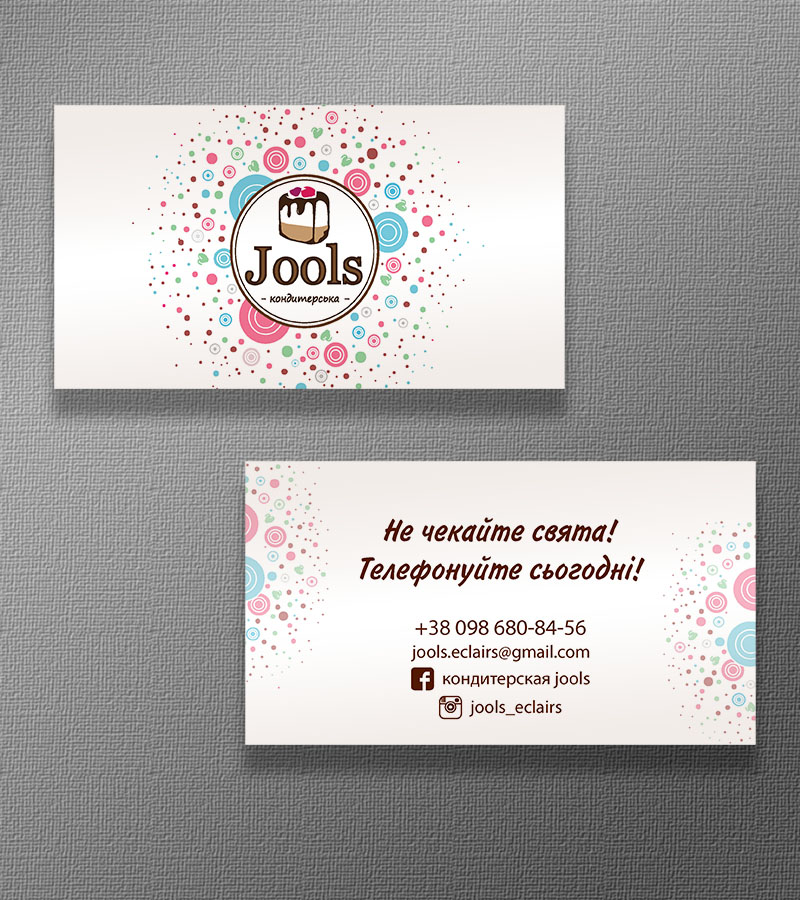 Jools
- кондитерська -
Не чекайте свята!
Телефонуйте сьогодні!
+38 098 680-84-56
jools.eclairs@gmail.com
кондитерская jools
jools_eclairs